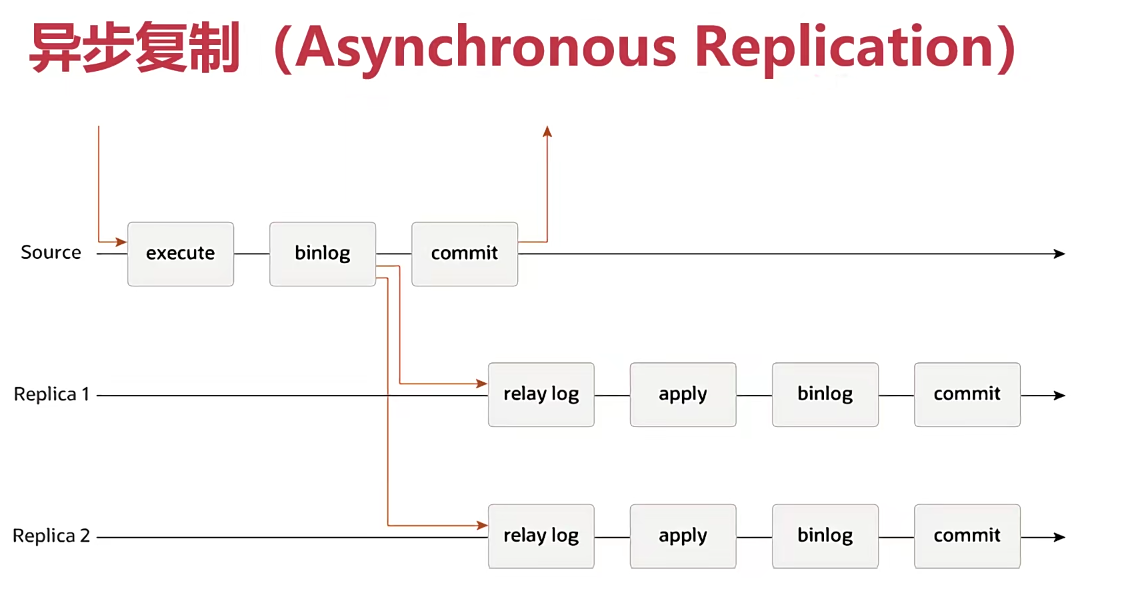 异步复制（Asynchronous Replication）
Source execute binlog commit
Replica 1 relay log apply binlog commit
Replica 2 relay log apply binlog commit